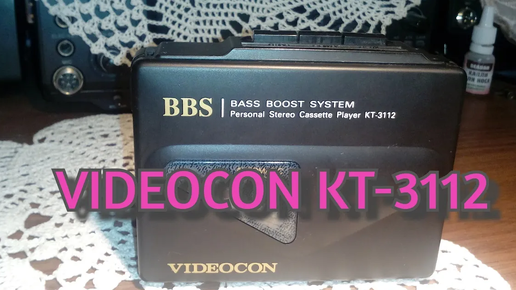 BBS
BASS BOOST SYSTEM
Personal Stereo Cassette Player KT-3112
VIDEOCON KT-3112
VIDEOCON